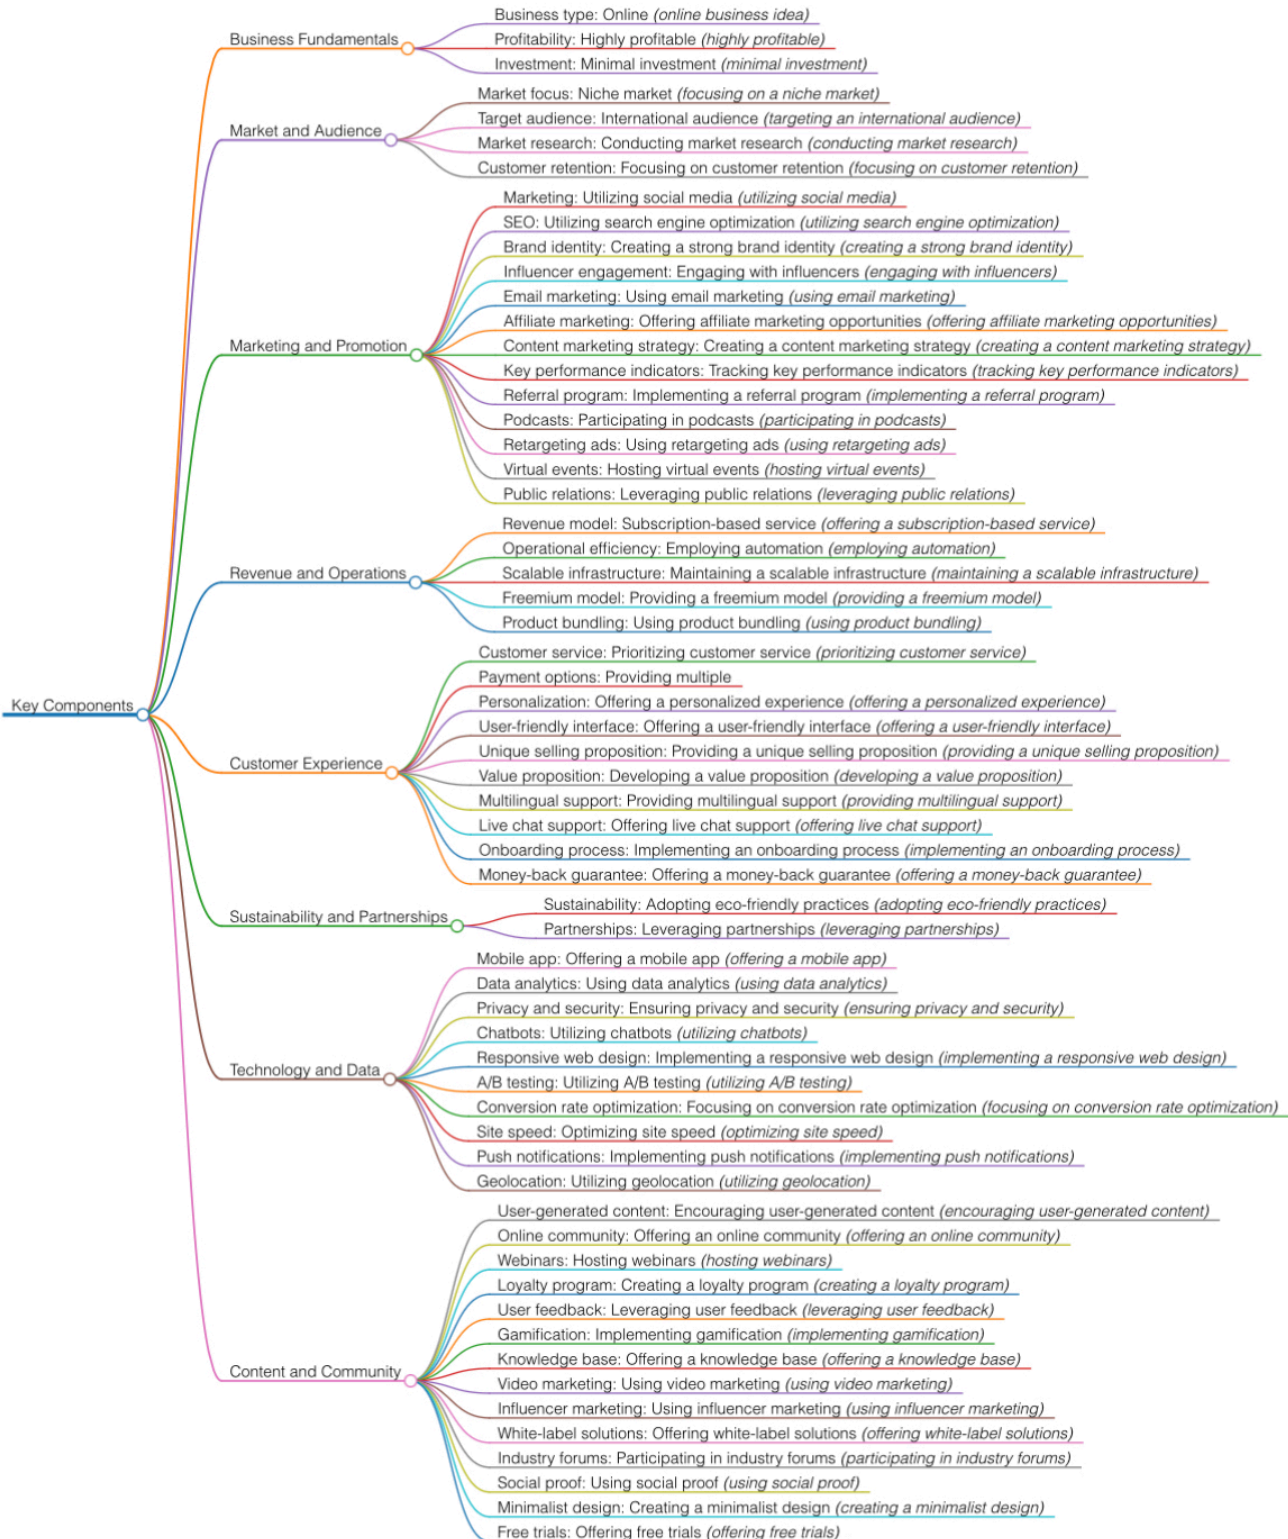 Key Components
Business Fundamentals
Business type: Online (online business idea)
Profitability: Highly profitable (highly profitable)
Investment: Minimal investment (minimal investment)
Market and Audience
Market focus: Niche market (focusing on a niche market)
Target audience: International audience (targeting an international audience)
Market research: Conducting market research (conducting market research)
Customer retention: Focusing on customer retention (focusing on customer retention)
Marketing and Promotion
Marketing: Utilizing social media (utilizing social media)
SEO: Utilizing search engine optimization (utilizing search engine optimization)
Brand identity: Creating a strong brand identity (creating a strong brand identity)
Influencer engagement: Engaging with influencers (engaging with influencers)
Email marketing: Using email marketing (using email marketing)
Affiliate marketing: Offering affiliate marketing opportunities (offering affiliate marketing opportunities)
Content marketing strategy: Creating a content marketing strategy (creating a content marketing strategy)
Key performance indicators: Tracking key performance indicators (tracking key performance indicators)
Referral program: Implementing a referral program (implementing a referral program)
Podcasts: Participating in podcasts (participating in podcasts)
Retargeting ads: Using retargeting ads (using retargeting ads)
Virtual events: Hosting virtual events (hosting virtual events)
Public relations: Leveraging public relations (leveraging public relations)
Revenue and Operations
Revenue model: Subscription-based service (offering a subscription-based service)
Operational efficiency: Employing automation (employing automation)
Scalable infrastructure: Maintaining a scalable infrastructure (maintaining a scalable infrastructure)
Freemium model: Providing a freemium model (providing a freemium model)
Product bundling: Using product bundling (using product bundling)
Customer Experience
Customer service: Prioritizing customer service (prioritizing customer service)
Payment options: Providing multiple
Personalization: Offering a personalized experience (offering a personalized experience)
User-friendly interface: Offering a user-friendly interface (offering a user-friendly interface)
Unique selling proposition: Providing a unique selling proposition (providing a unique selling proposition)
Value proposition: Developing a value proposition (developing a value proposition)
Multilingual support: Providing multilingual support (providing multilingual support)
Live chat support: Offering live chat support (offering live chat support)
Onboarding process: Implementing an onboarding process (implementing an onboarding process)
Money-back guarantee: Offering a money-back guarantee (offering a money-back guarantee)
Sustainability and Partnerships
Sustainability: Adopting eco-friendly practices (adopting eco-friendly practices)
Partnerships: Leveraging partnerships (leveraging partnerships)
Technology and Data
Mobile app: Offering a mobile app (offering a mobile app)
Data analytics: Using data analytics (using data analytics)
Privacy and security: Ensuring privacy and security (ensuring privacy and security)
Chatbots: Utilizing chatbots (utilizing chatbots)
Responsive web design: Implementing a responsive web design (implementing a responsive web design)
A/B testing: Utilizing A/B testing (utilizing A/B testing)
Conversion rate optimization: Focusing on conversion rate optimization (focusing on conversion rate optimization)
Site speed: Optimizing site speed (optimizing site speed)
Push notifications: Implementing push notifications (implementing push notifications)
Geolocation: Utilizing geolocation (utilizing geolocation)
Content and Community
User-generated content: Encouraging user-generated content (encouraging user-generated content)
Online community: Offering an online community (offering an online community)
Webinars: Hosting webinars (hosting webinars)
Loyalty program: Creating a loyalty program (creating a loyalty program)
User feedback: Leveraging user feedback (leveraging user feedback)
Gamification: Implementing gamification (implementing gamification)
Knowledge base: Offering a knowledge base (offering a knowledge base)
Video marketing: Using video marketing (using video marketing)
Influencer marketing: Using influencer marketing (using influencer marketing)
White-label solutions: Offering white-label solutions (offering white-label solutions)
Industry forums: Participating in industry forums (participating in industry forums)
Social proof: Using social proof (using social proof)
Minimalist design: Creating a minimalist design (creating a minimalist design)
Free trials: Offering free trials (offering free trials)